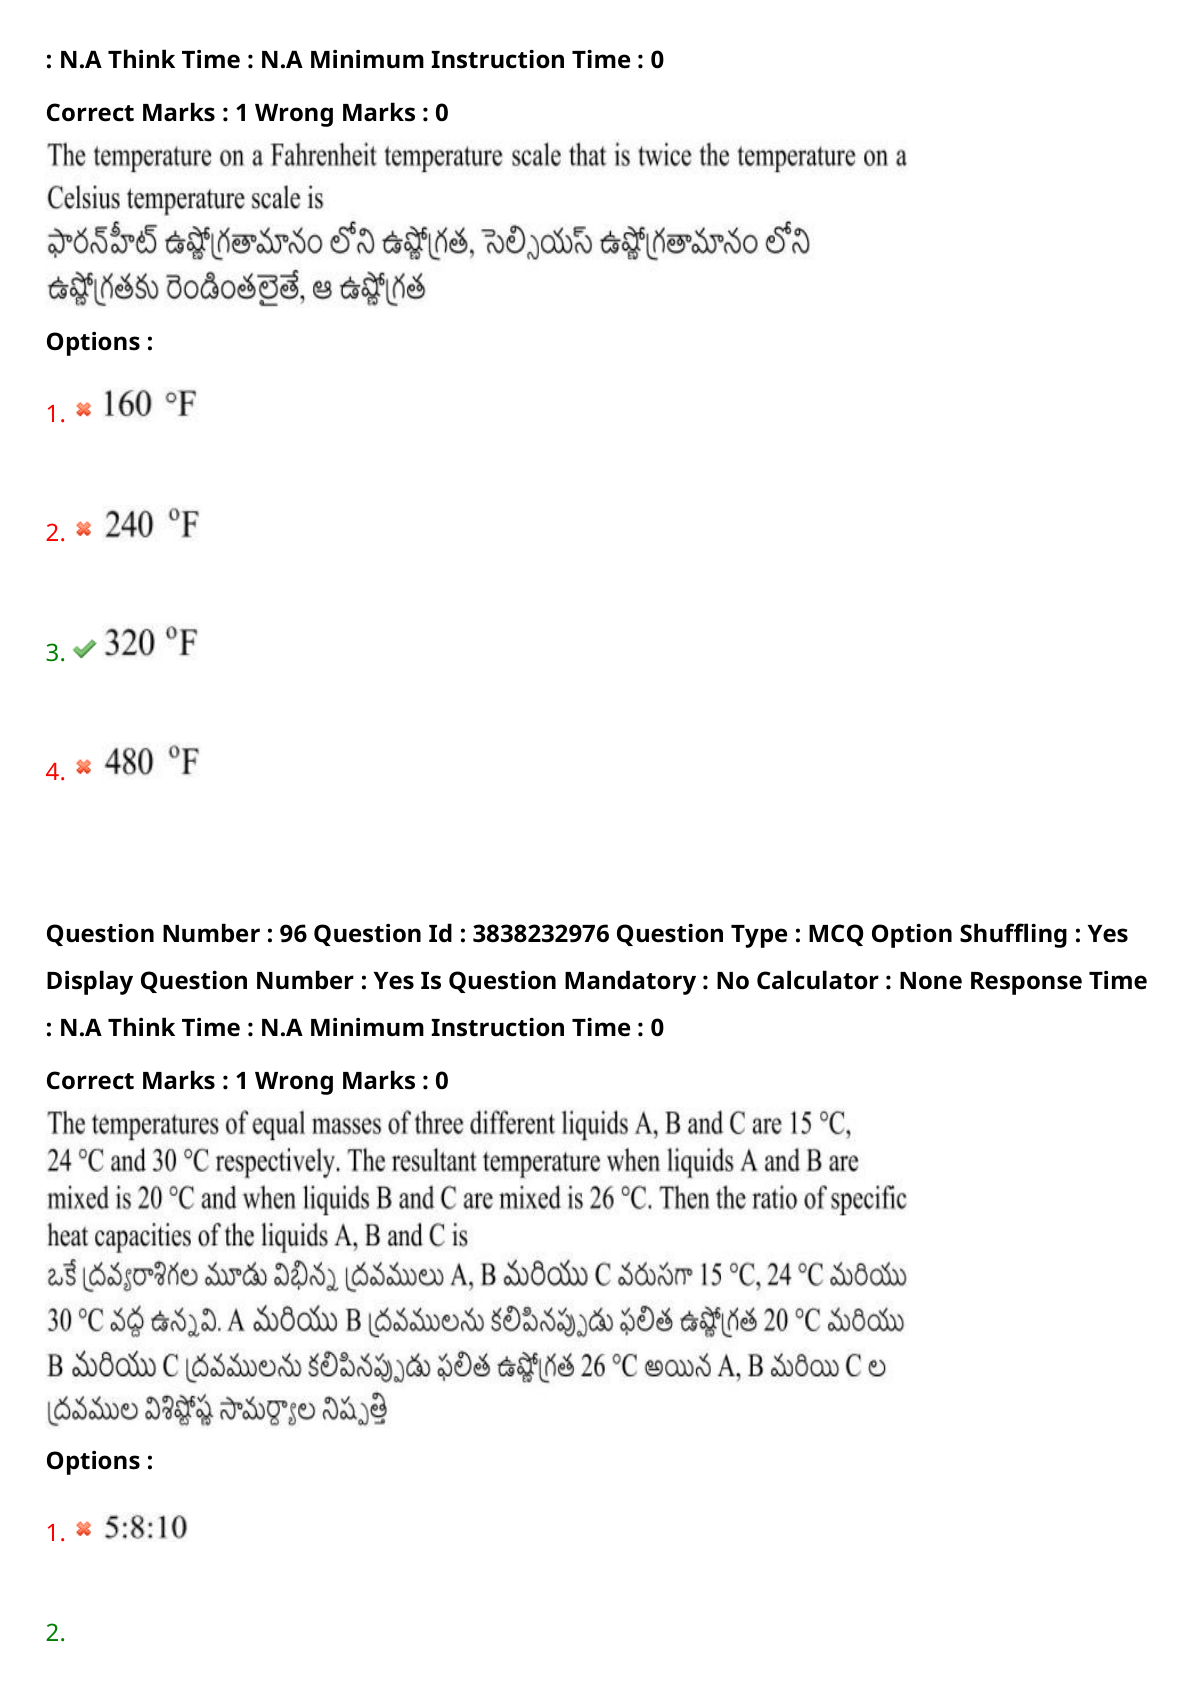 : N.A Think Time : N.A Minimum Instruction Time : 0
Correct Marks : 1 Wrong Marks : 0
The temperature on a Fahrenheit temperature scale that is twice the temperature on a
Celsius temperature scale is
ఫారన్‌హీట్ ఉష్ణోగ్రతామానం లోని ఉష్ణోగ్రత, సెల్సియస్ ఉష్ణోగ్రతామానం లోని
ఉష్ణోగ్రతకు రెండింతలైతే, ఆ ఉష్ణోగ్రత
Options :
1. 160 °F
2. 240 °F
3. 320 °F
4. 480 °F
Question Number : 96 Question Id : 3838232976 Question Type : MCQ Option Shuffling : Yes
Display Question Number : Yes Is Question Mandatory : No Calculator : None Response Time
: N.A Think Time : N.A Minimum Instruction Time : 0
Correct Marks : 1 Wrong Marks : 0
The temperatures of equal masses of three different liquids A, B and C are 15 °C,
24 °C and 30 °C respectively. The resultant temperature when liquids A and B are
mixed is 20 °C and when liquids B and C are mixed is 26 °C. Then the ratio of specific
heat capacities of the liquids A, B and C is
ఒకే ద్రవ్యరాశిగల మూడు విభిన్న ద్రవములు A, B మరియు C వరుసగా 15 °C, 24 °C మరియు
30 °C వద్ద ఉన్నవి. A మరియు B ద్రవములను కలిపినప్పుడు ఫలిత ఉష్ణోగ్రత 20 °C మరియు
B మరియు C ద్రవములను కలిపినప్పుడు ఫలిత ఉష్ణోగ్రత 26 °C అయిన A, B మరియి C ల
ద్రవముల విశిష్టోష్ణ సామర్థ్యాల నిష్పత్తి
Options :
1. 5:8:10
2.